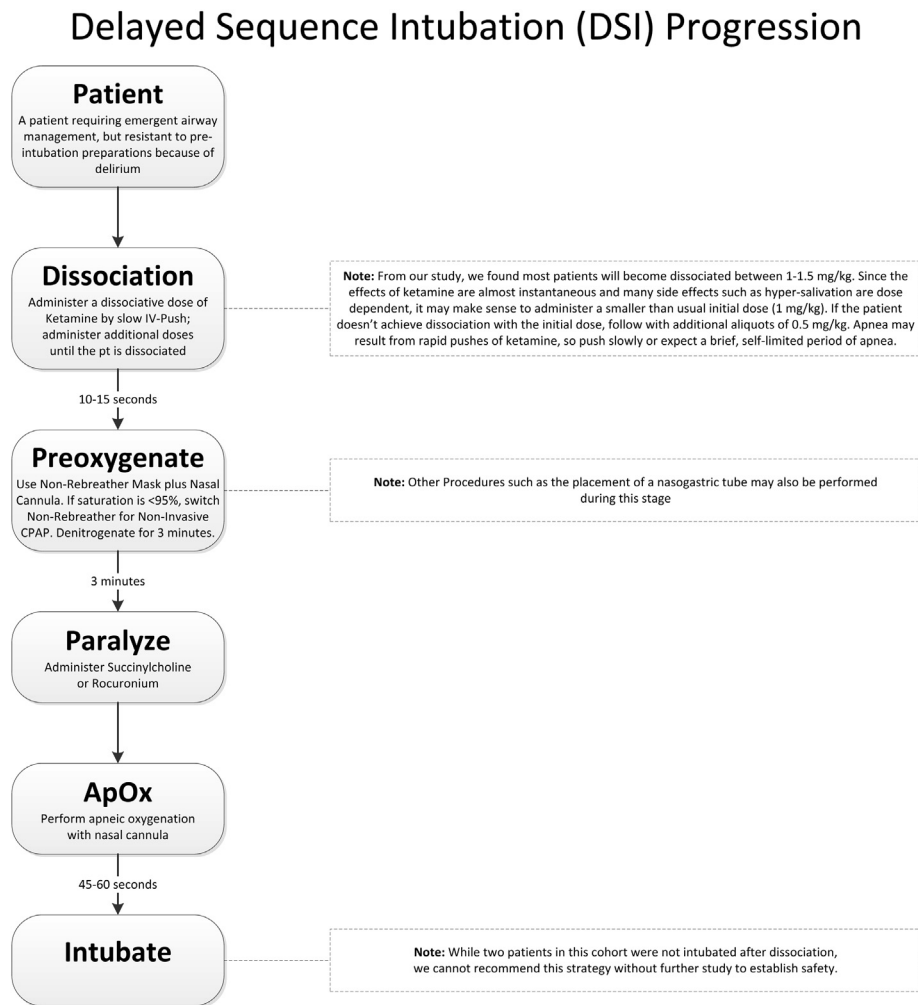 Delayed Sequence Intubation (DSI) Progression
Patient
A patient requiring emergent airway
management, but resistant to pre-
intubation preparations because of
delirium
Dissociation
Administer a dissociative dose of
Ketamine by slow IV-Push;
administer additional doses
until the pt is dissociated
Note: From our study, we found most patients will become dissociated between 1-1.5 mg/kg. Since the
effects of ketamine are almost instantaneous and many side effects such as hyper-salivation are dose
dependent, it may make sense to administer a smaller than usual initial dose (1 mg/kg). If the patient
doesn't achieve dissociation with the initial dose, follow with additional aliquots of 0.5 mg/kg. Apnea may
result from rapid pushes of ketamine, so push slowly or expect a brief, self-limited period of apnea.
10-15 seconds
Preoxygenate
Use Non-Rebreather Mask plus Nasal
Cannula. If saturation is <95%, switch
Non-Rebreather for Non-Invasive
CPAP. Denitrogenate for 3 minutes.
Note: Other Procedures such as the placement of a nasogastric tube may also be performed
during this stage
3 minutes
Paralyze
Administer Succinylcholine
or Rocuronium
ApOx
Perform apneic oxygenation
with nasal cannula
45-60 seconds
Intubate
Note: While two patients in this cohort were not intubated after dissociation,
we cannot recommend this strategy without further study to establish safety.